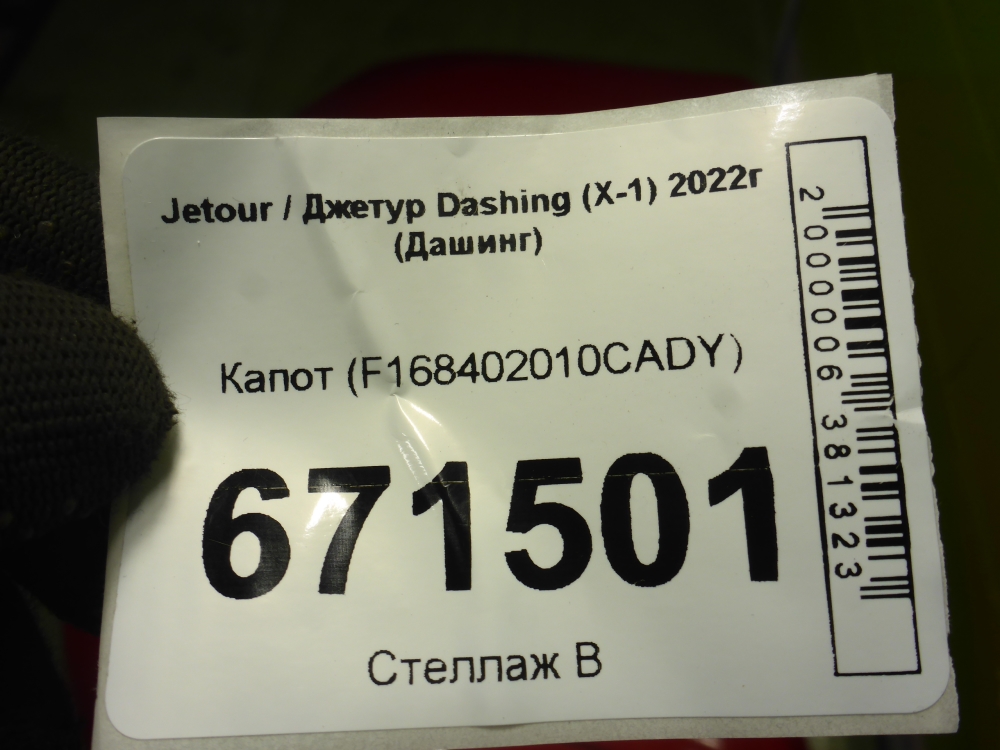 Jetour / Джетур Dashing (X-1) 2022г
(Дашинг)
Капот (F168402010CADY)
671501
Стеллаж В
2000006381323